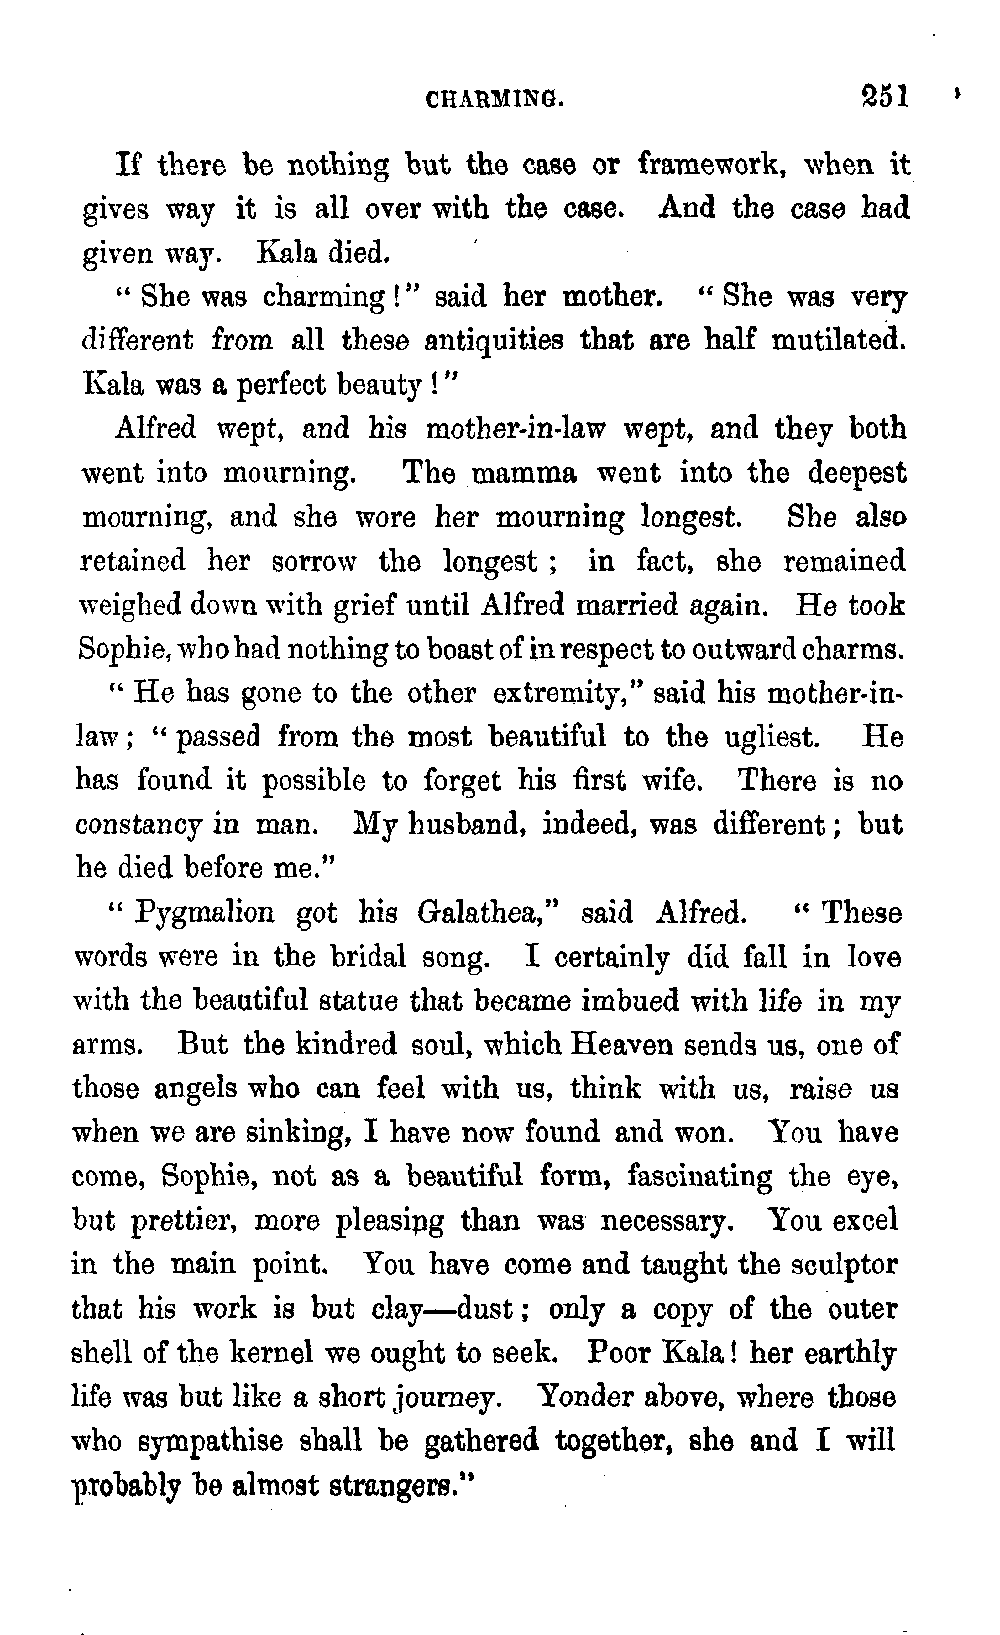 CHARMING. 251
If there be nothing but the case or framework, when it
gives way it is all over with the case. And the case had
given way. Kala died.
“ She was charming !” said her mother. “ She was very
different from all these antiquities that are half mutilated.
Kala was a perfect beauty !”
Alfred wept, and his mother-in-law wept, and they both
went into mourning. The mamma went into the deepest
mourning, and she wore her mourning longest. She also
retained her sorrow the longest ; in fact, she remained
weighed down with grief until Alfred married again. He took
Sophie, who had nothing to boast of in respect to outward charms.
“ He has gone to the other extremity,” said his mother-in-
law ; “ passed from the most beautiful to the ugliest. He
has found it possible to forget his first wife. There is no
constancy in man. My husband, indeed, was different ; but
he died before me.”
“ Pygmalion got his Galathea,” said Alfred. “ These
words were in the bridal song. I certainly did fall in love
with the beautiful statue that became imbued with life in my
arms. But the kindred soul, which Heaven sends us, one of
those angels who can feel with us, think with us, raise us
when we are sinking, I have now found and won. You have
come, Sophie, not as a beautiful form, fascinating the eye,
but prettier, more pleasing than was necessary. You excel
in the main point. You have come and taught the sculptor
that his work is but clay—dust ; only a copy of the outer
shell of the kernel we ought to seek. Poor Kala ! her earthly
life was but like a short journey. Yonder above, where those
who sympathise shall be gathered together, she and I will
probably be almost strangers.”